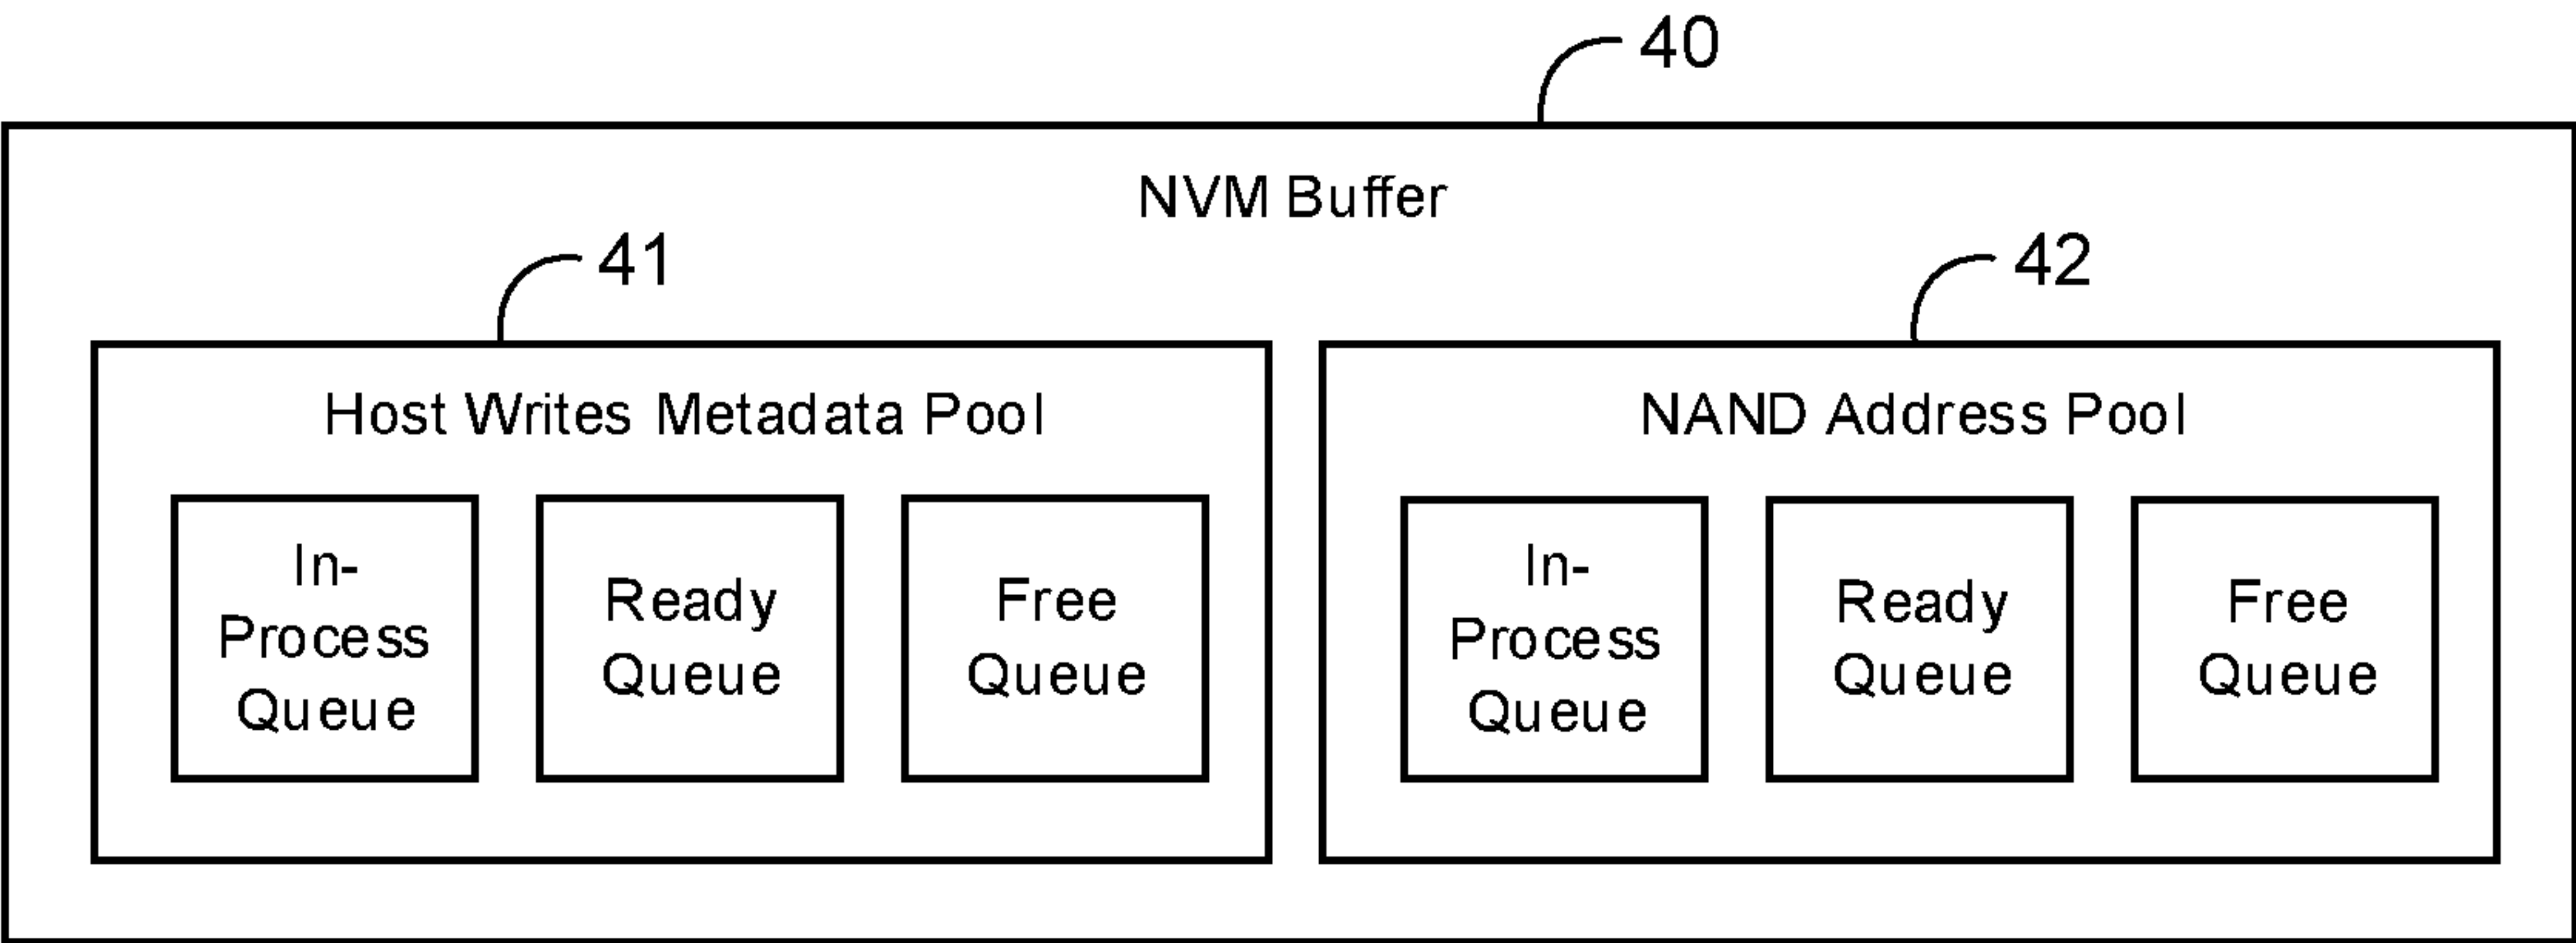 40
NVM Buffer
41
Host Writes Metadata Pool
In-
Process
Queue
Ready
Queue
Free
Queue
42
NAND Address Pool
In-
Process
Queue
Ready
Queue
Free
Queue